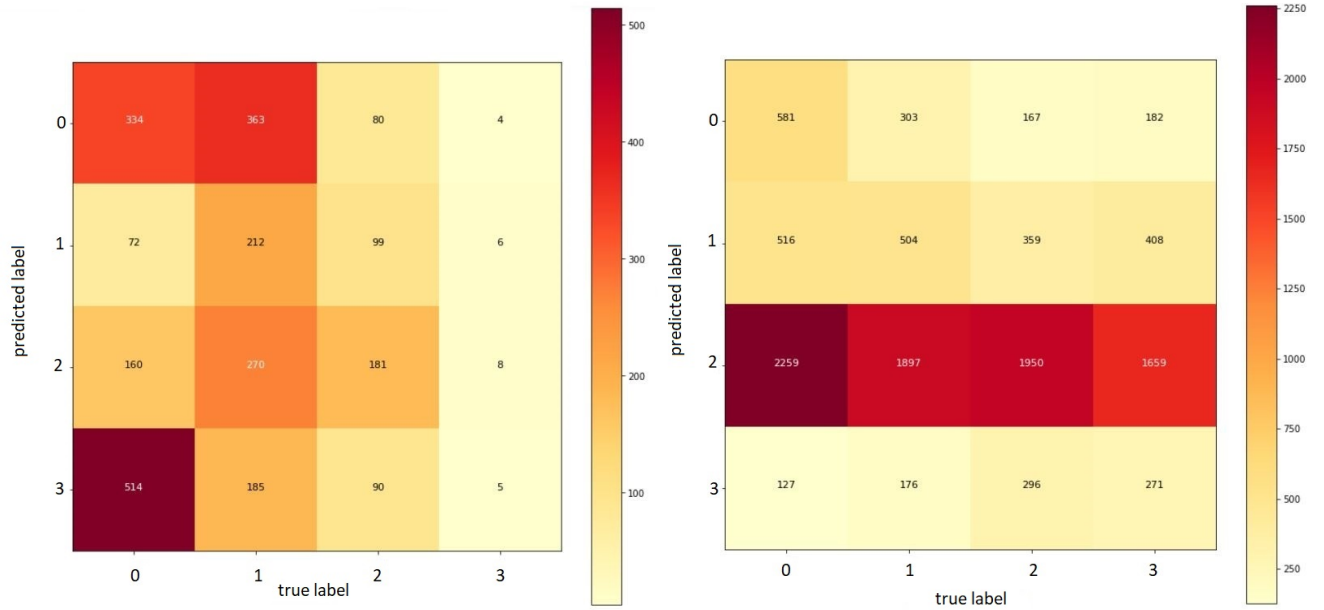 500
400
300
200
100
0 334 363 80 4
1 72 212 99 6
2 160 270 181 8
3 514 185 90 5
0 1 2 3
predicted label
true label
2250
2000
1750
1500
1250
1000
750
500
250
0 581 303 167 182
1 516 504 359 408
2 2259 1897 1950 1659
3 127 176 296 271
0 1 2 3
predicted label
true label